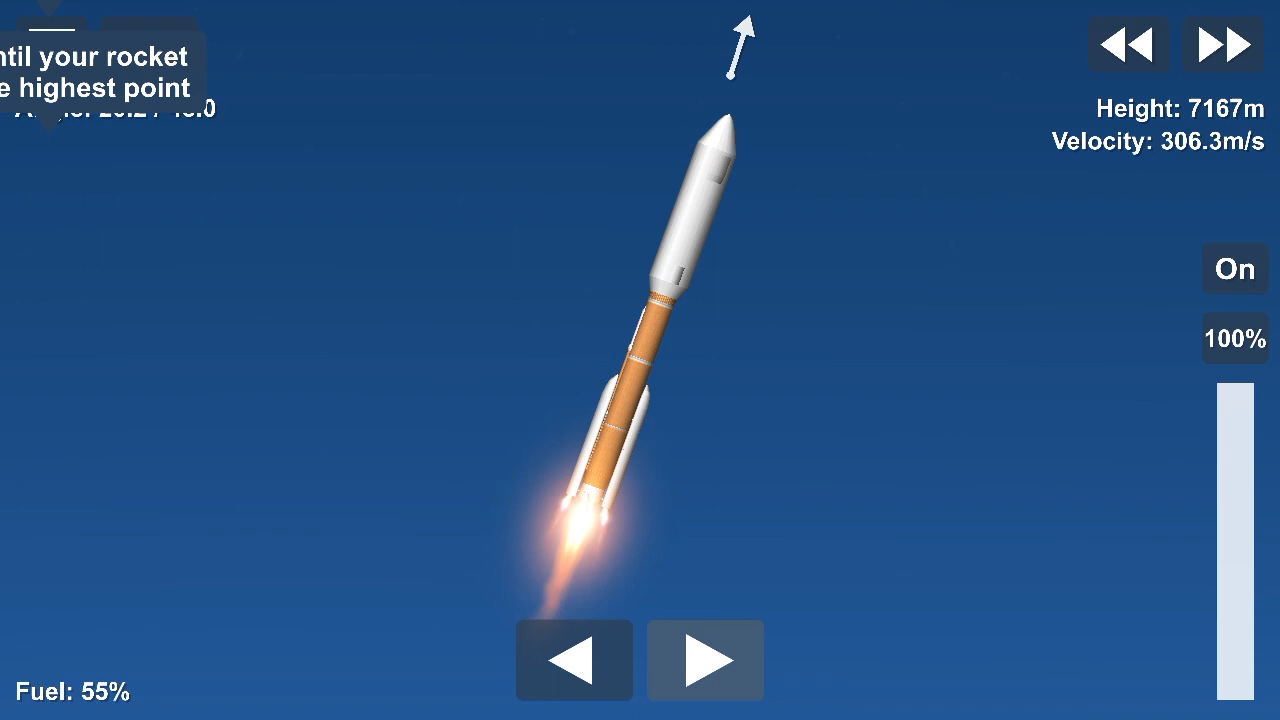 ntil your rocket
e highest point
Height: 7167m
Velocity: 306.3m/s
On
100%
Fuel: 55%